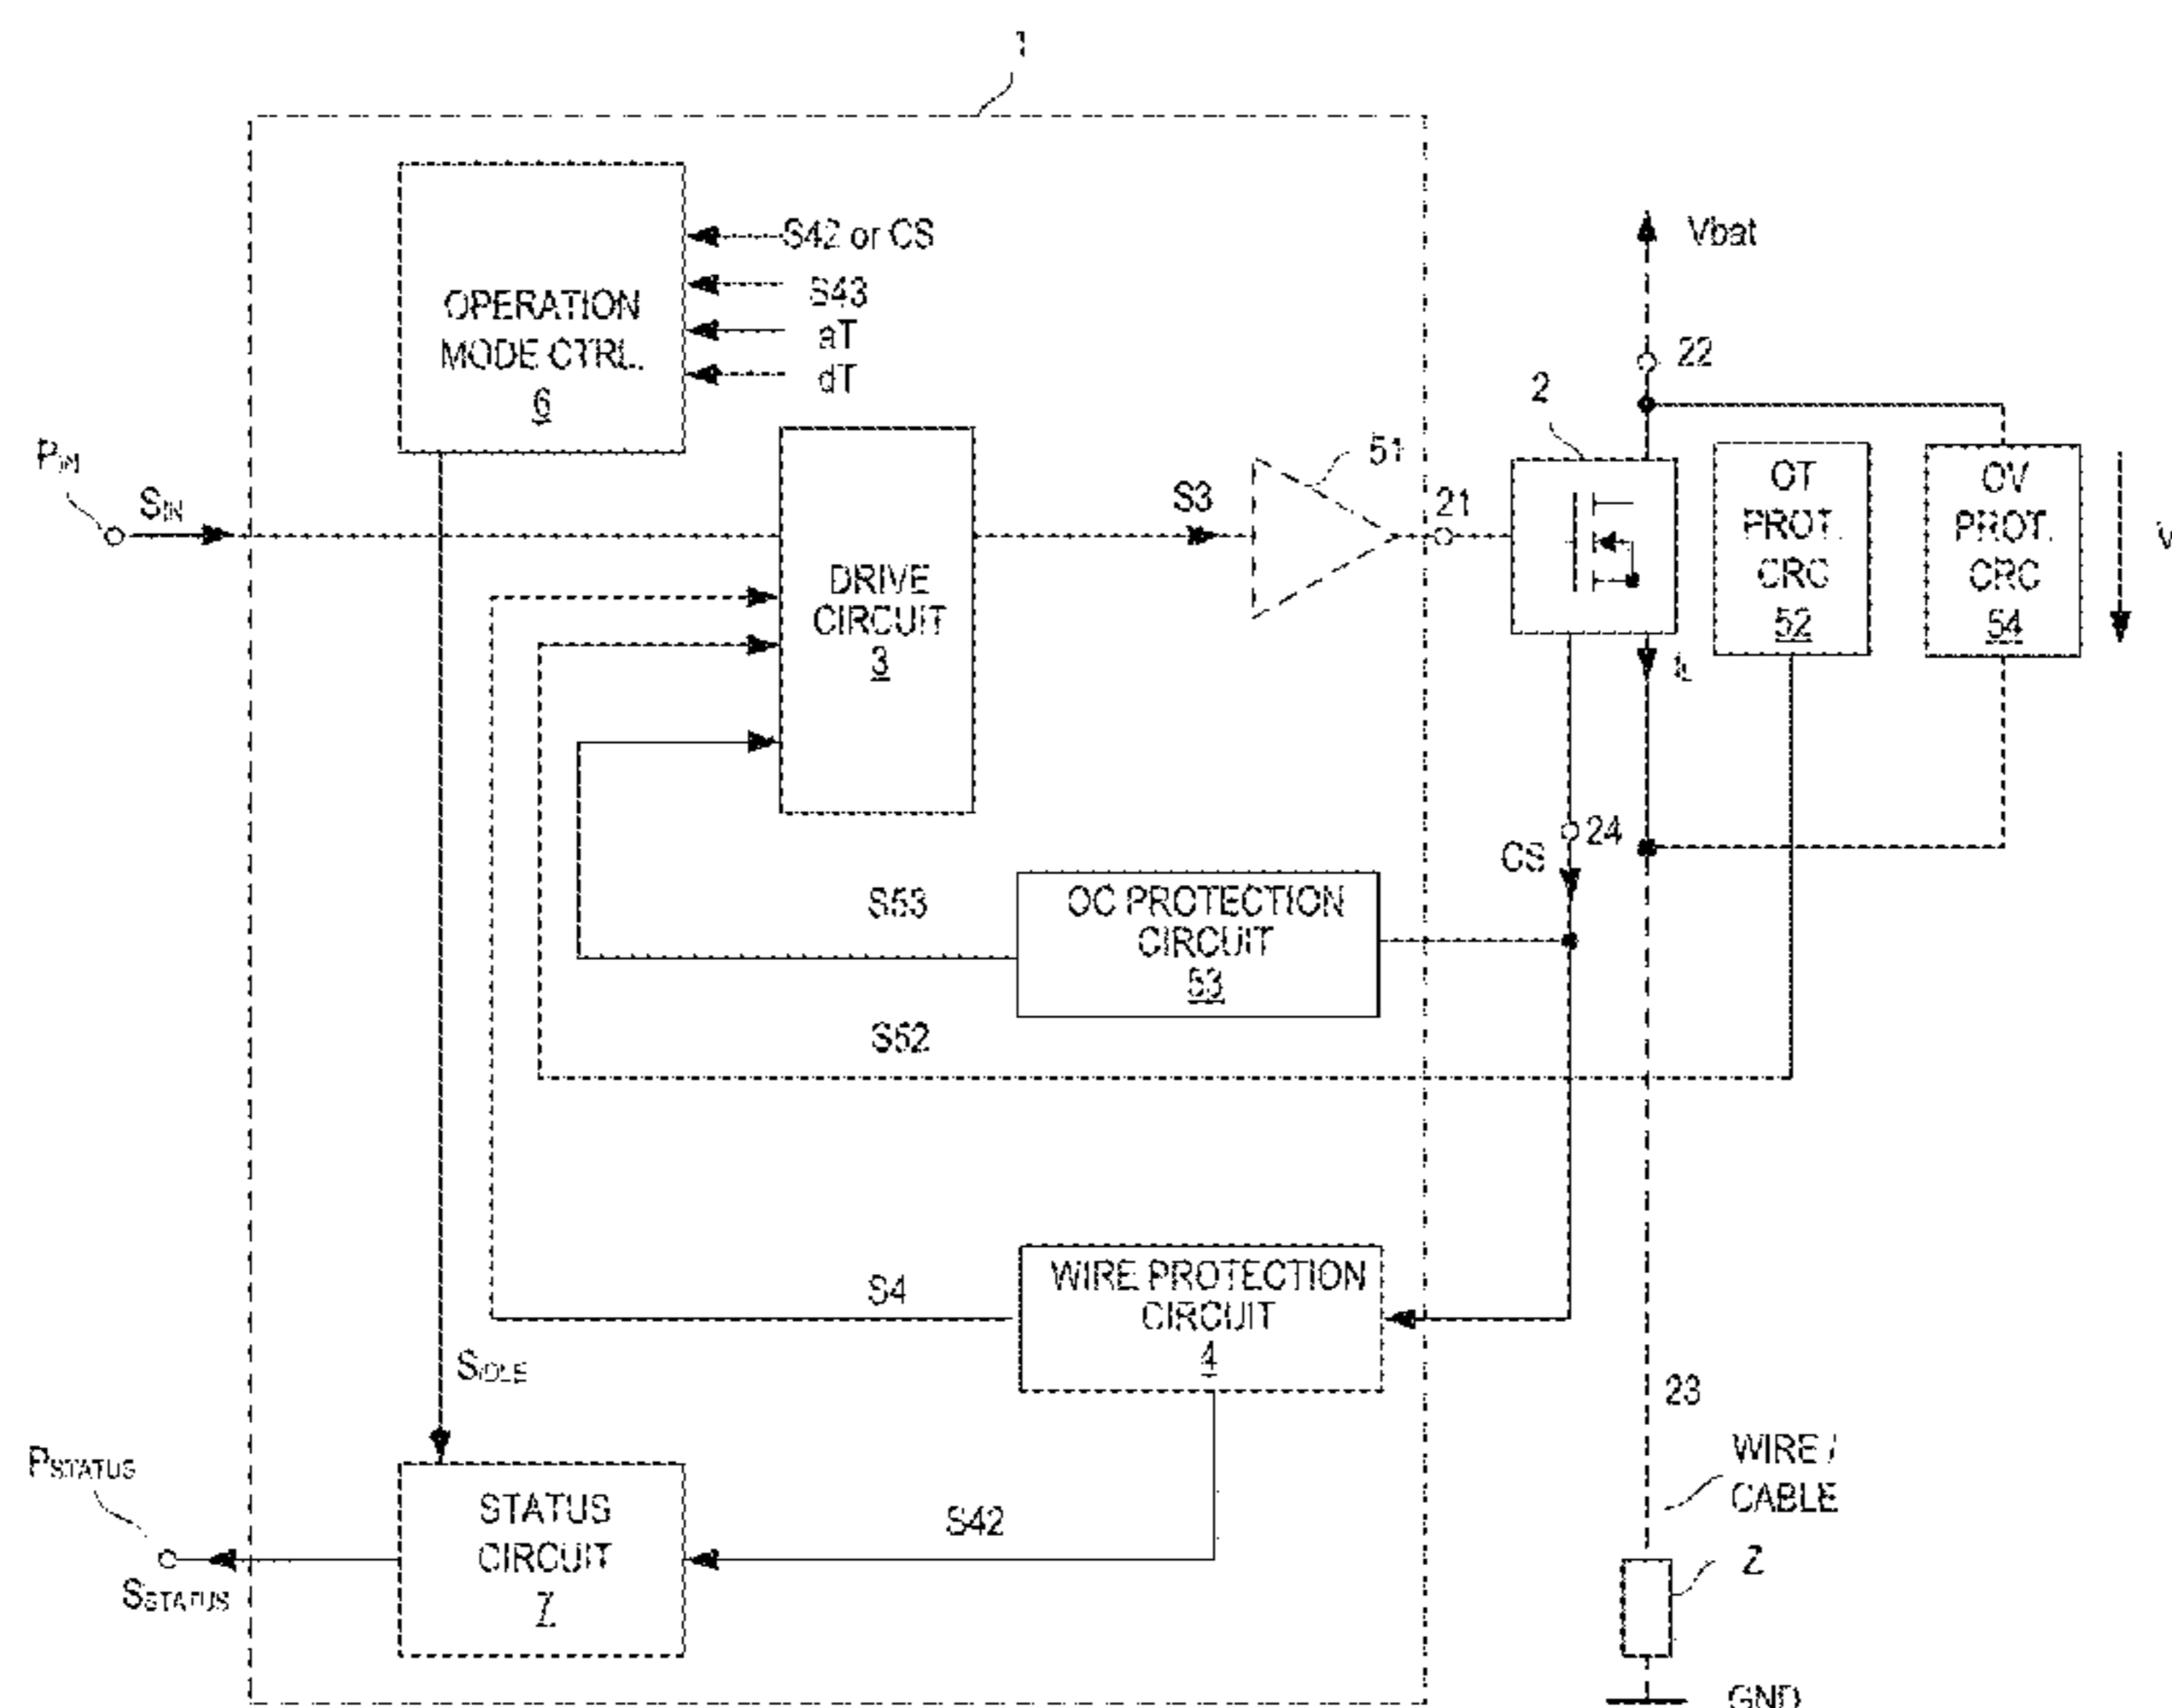 1
S42 or CS
S43
aT
dT
OPERATION
MODE CTRL.
6
Vbat
22
2
PIN
SIN
DRIVE
CIRCUIT
3
S3
51
21
OT
PROT.
CRC
52
OV
PROT.
CRC
54
V
iL
24
CS
S53
OC PROTECTION
CIRCUIT
53
S52
S4
WIRE PROTECTION
CIRCUIT
4
SIDLE
23
WIRE /
CABLE
PSTATUS
STATUS
CIRCUIT
7
S42
SSTATUS
Z
GND